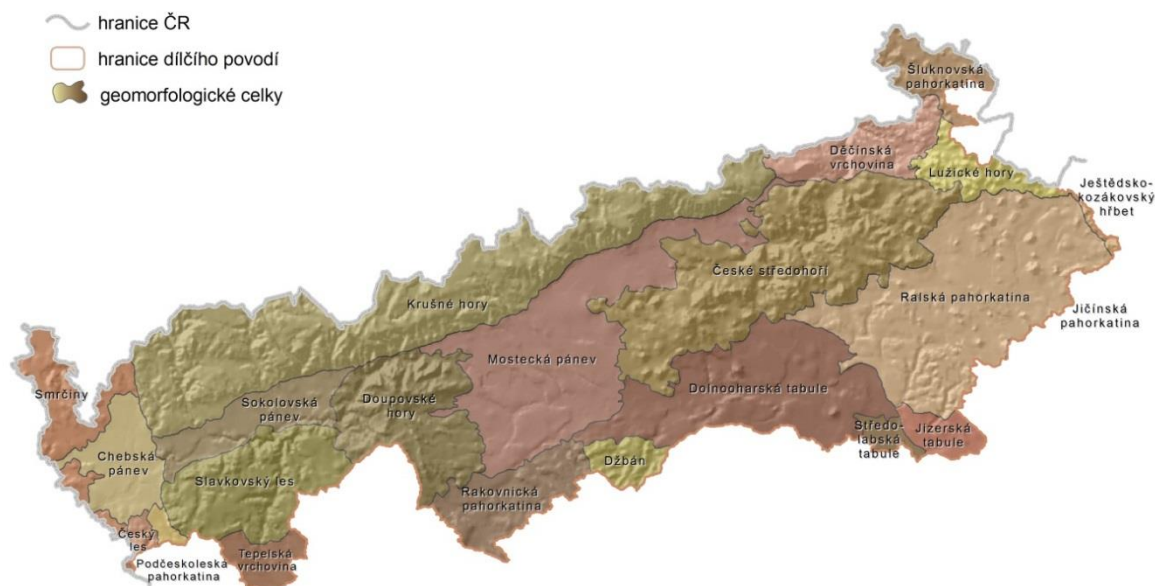 hranice ČR
hranice dílčího povodí
geomorfologické celky
Šluknovská
pahorkatina
Děčínská
vrchovina
Lužické hory
Ještědsko-
kozákovský
hřbet
České středohoří
Ralská pahorkatina
Krušné hory
Jičínská
pahorkatina
Mostecká pánev
Dolnooharská tabule
Smrčiny
Sokolovská
pánev
Doupovské
hory
Středo-
labská
tabule
Jizerská
tabule
Chebská
pánev
Slavkovský les
Džbán
Rakovnická
pahorkatina
Český
les
Tepelská
vrchovina
Podčeskoleská
pahorkatina